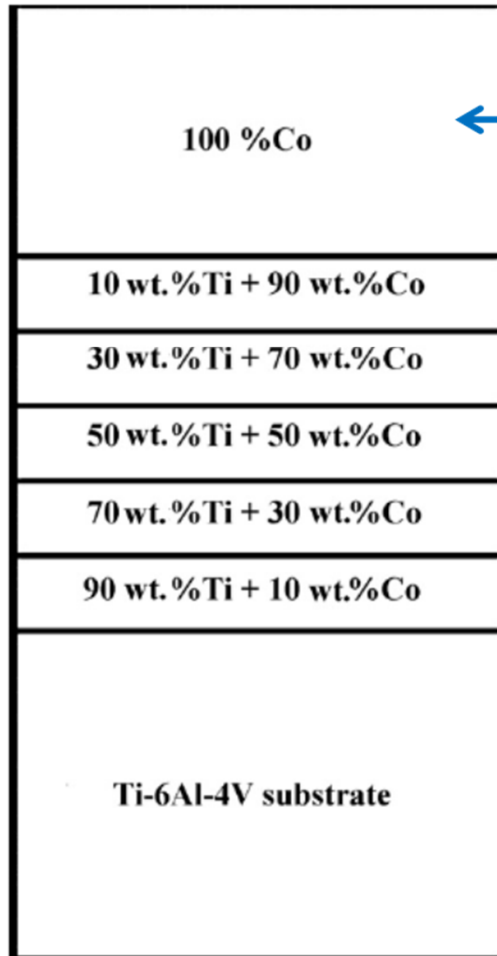 100 %Co
10 wt.%Ti + 90 wt.%Co
30 wt.%Ti + 70 wt.%Co
50 wt.%Ti + 50 wt.%Co
70 wt.%Ti + 30 wt.%Co
90 wt.%Ti + 10 wt.%Co
Ti-6Al-4V substrate